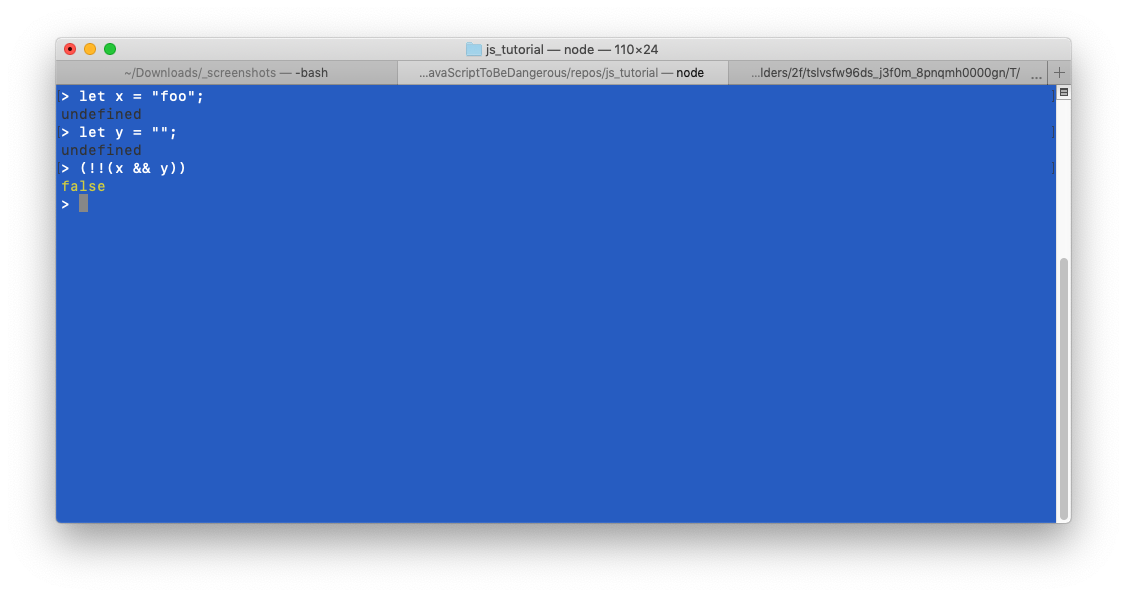 js_tutorial — node — 110×24
~/Downloads/_screenshots — -bash
...avaScriptToBeDangerous/repos/js_tutorial — node
...lders/2f/tslvsfw96ds_j3f0m_8pnqmh0000gn/T/ ...
> let x = "foo";
undefined
> let y = "";
undefined
> (!!(x && y))
false
>